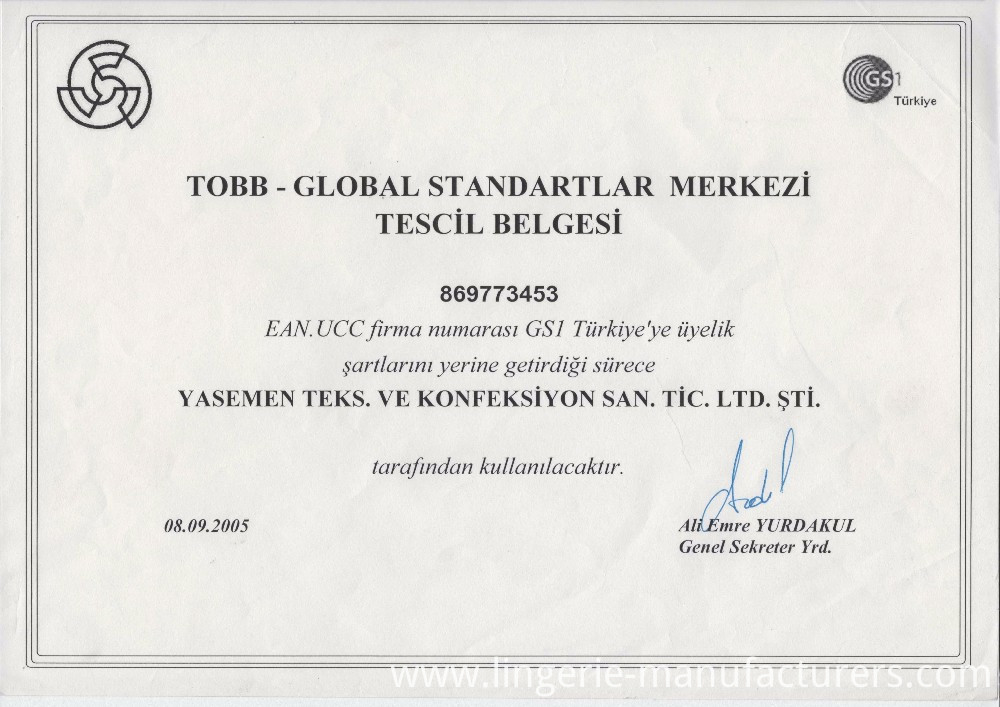 GS1
Türkiye
TOBB - GLOBAL STANDARTLAR MERKEZİ
TESCİL BELGESİ
869773453
EAN.UCC firma numarası GS1 Türkiye'ye üyelik
şartlarını yerine getirdiği sürece
YASEMEN TEKS. VE KONFEKSİYON SAN. TİC. LTD. ŞTİ.
tarafından kullanılacaktır.
08.09.2005
Ali Emre YURDAKUL
Genel Sekreter Yrd.
www.lingerie-manufacturers.com